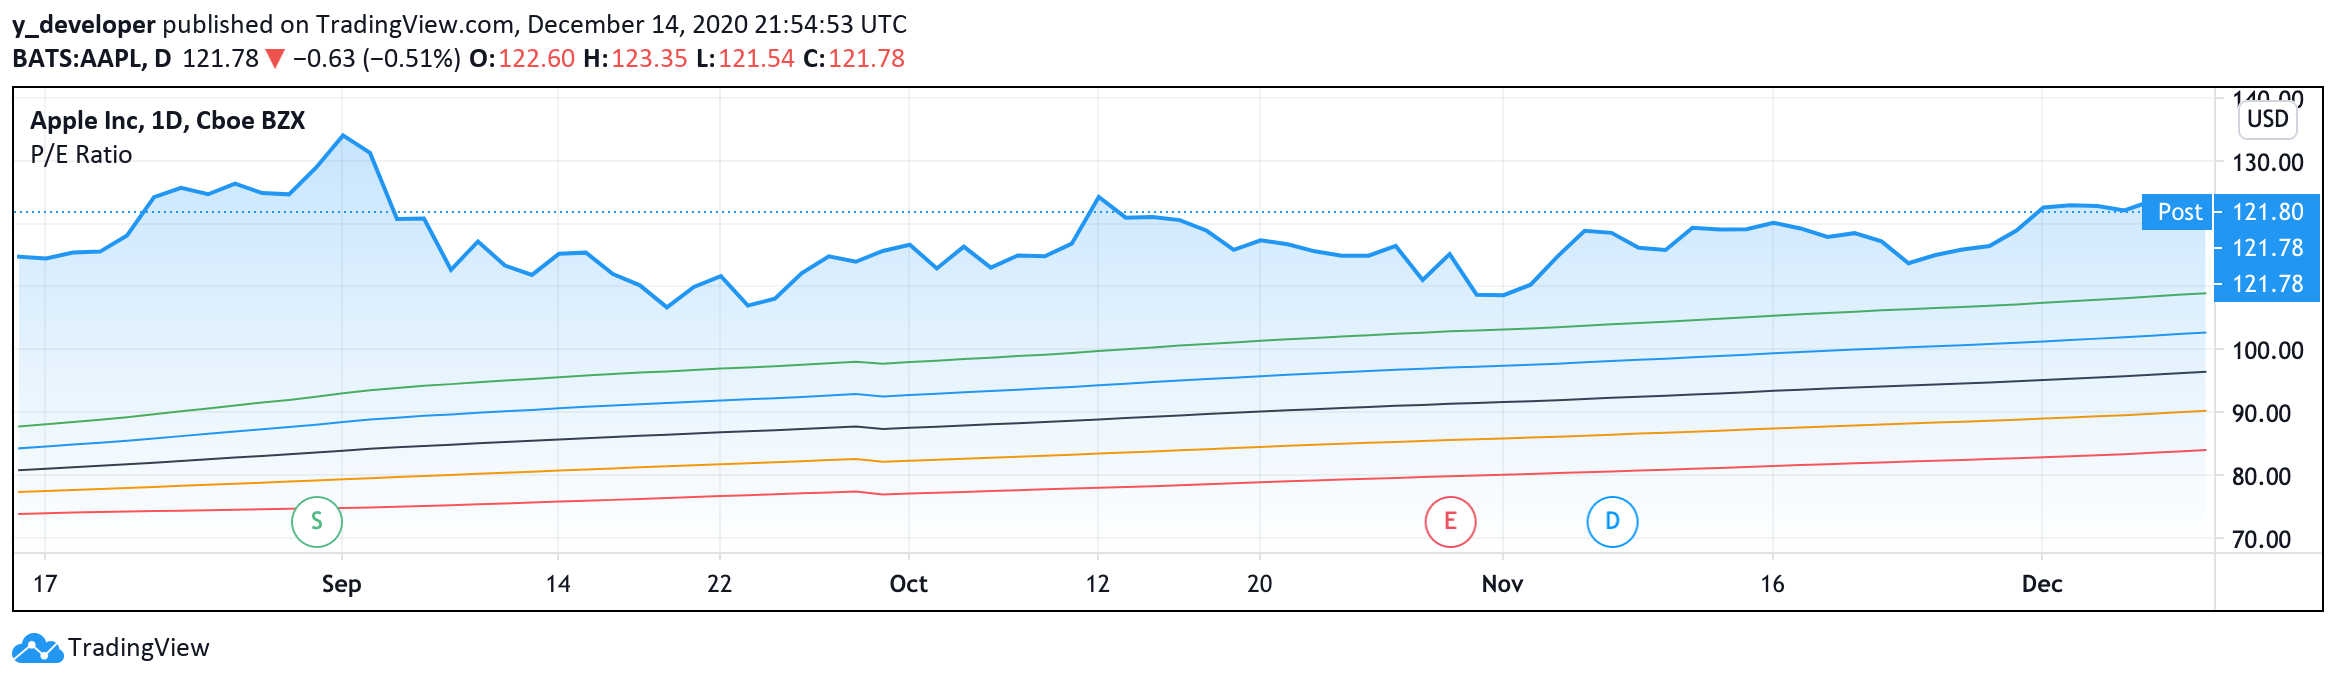 y_developer published on TradingView.com, December 14, 2020 21:54:53 UTC
BATS:AAPL, D 121.78 ▼ −0.63 (−0.51%) O:122.60 H:123.35 L:121.54 C:121.78
Apple Inc, 1D, Cboe BZX
P/E Ratio
140.00
USD
130.00
Post 121.80
121.78
121.78
100.00
90.00
80.00
70.00
S
E
D
17 Sep 14 22 Oct 12 20 Nov 16 Dec
TradingView